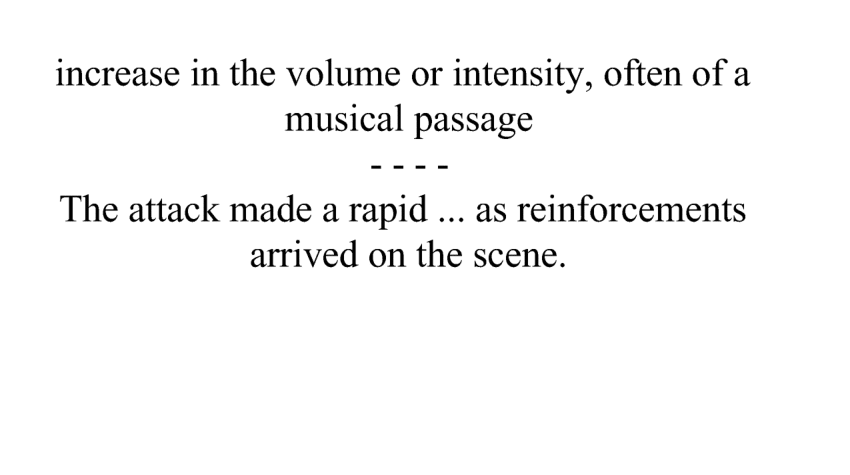 increase in the volume or intensity, often of a
musical passage
- - - -
The attack made a rapid ... as reinforcements
arrived on the scene.